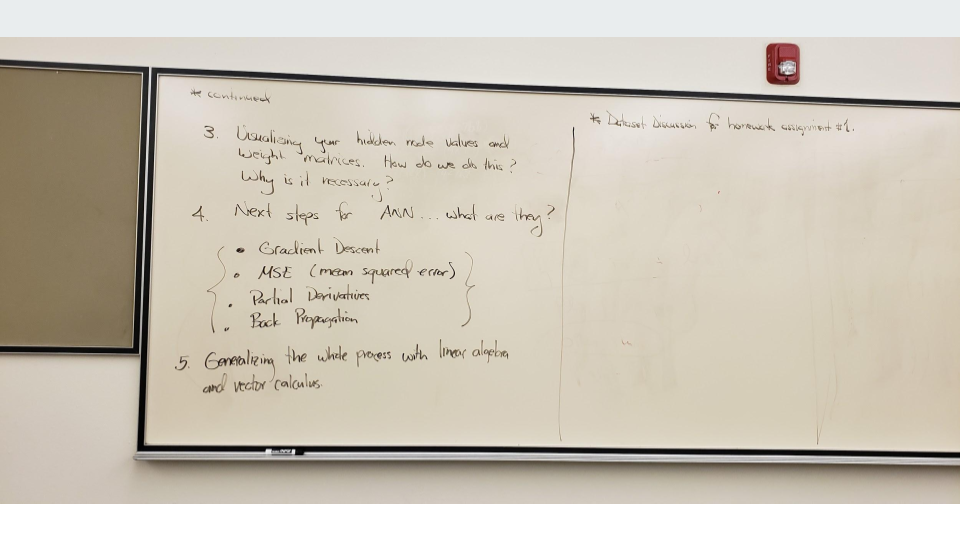 * continued
3. Visualizing your hidden node values and
weight matrices. How do we do this?
Why is it necessary?
4. Next steps for ANN... what are they?
• Gradient Descent
• MSE (mean squared error)
• Partial Derivatives
• Back Propagation
5. Generalizing the whole process with linear algebra
and vector calculus.
* Dataset Discussion for homework assignment #1.